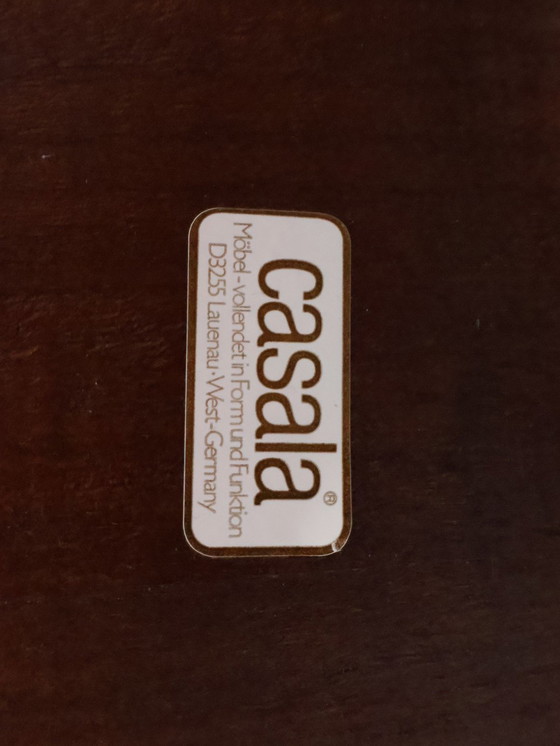 casala®
Möbel-vollendet in Form und Funktion
D3255 Lauenau·West-Germany